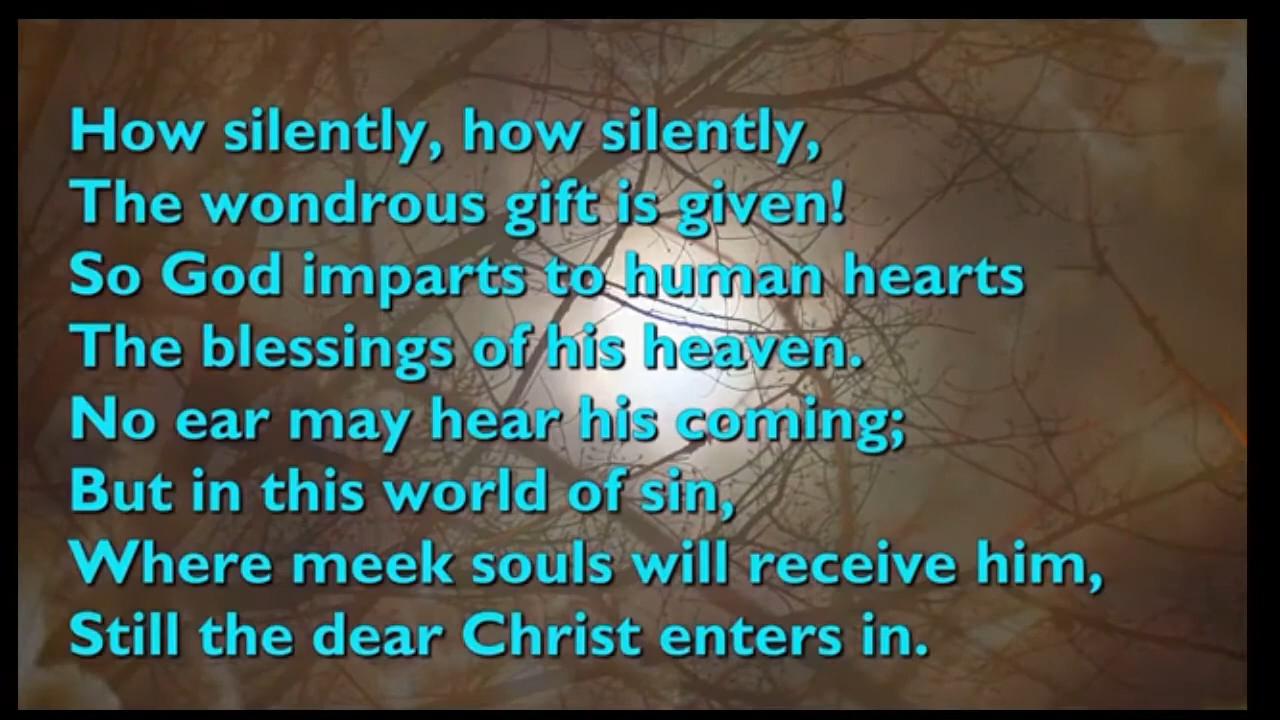 How silently, how silently,
The wondrous gift is given!
So God imparts to human hearts
The blessings of his heaven.
No ear may hear his coming;
But in this world of sin,
Where meek souls will receive him,
Still the dear Christ enters in.